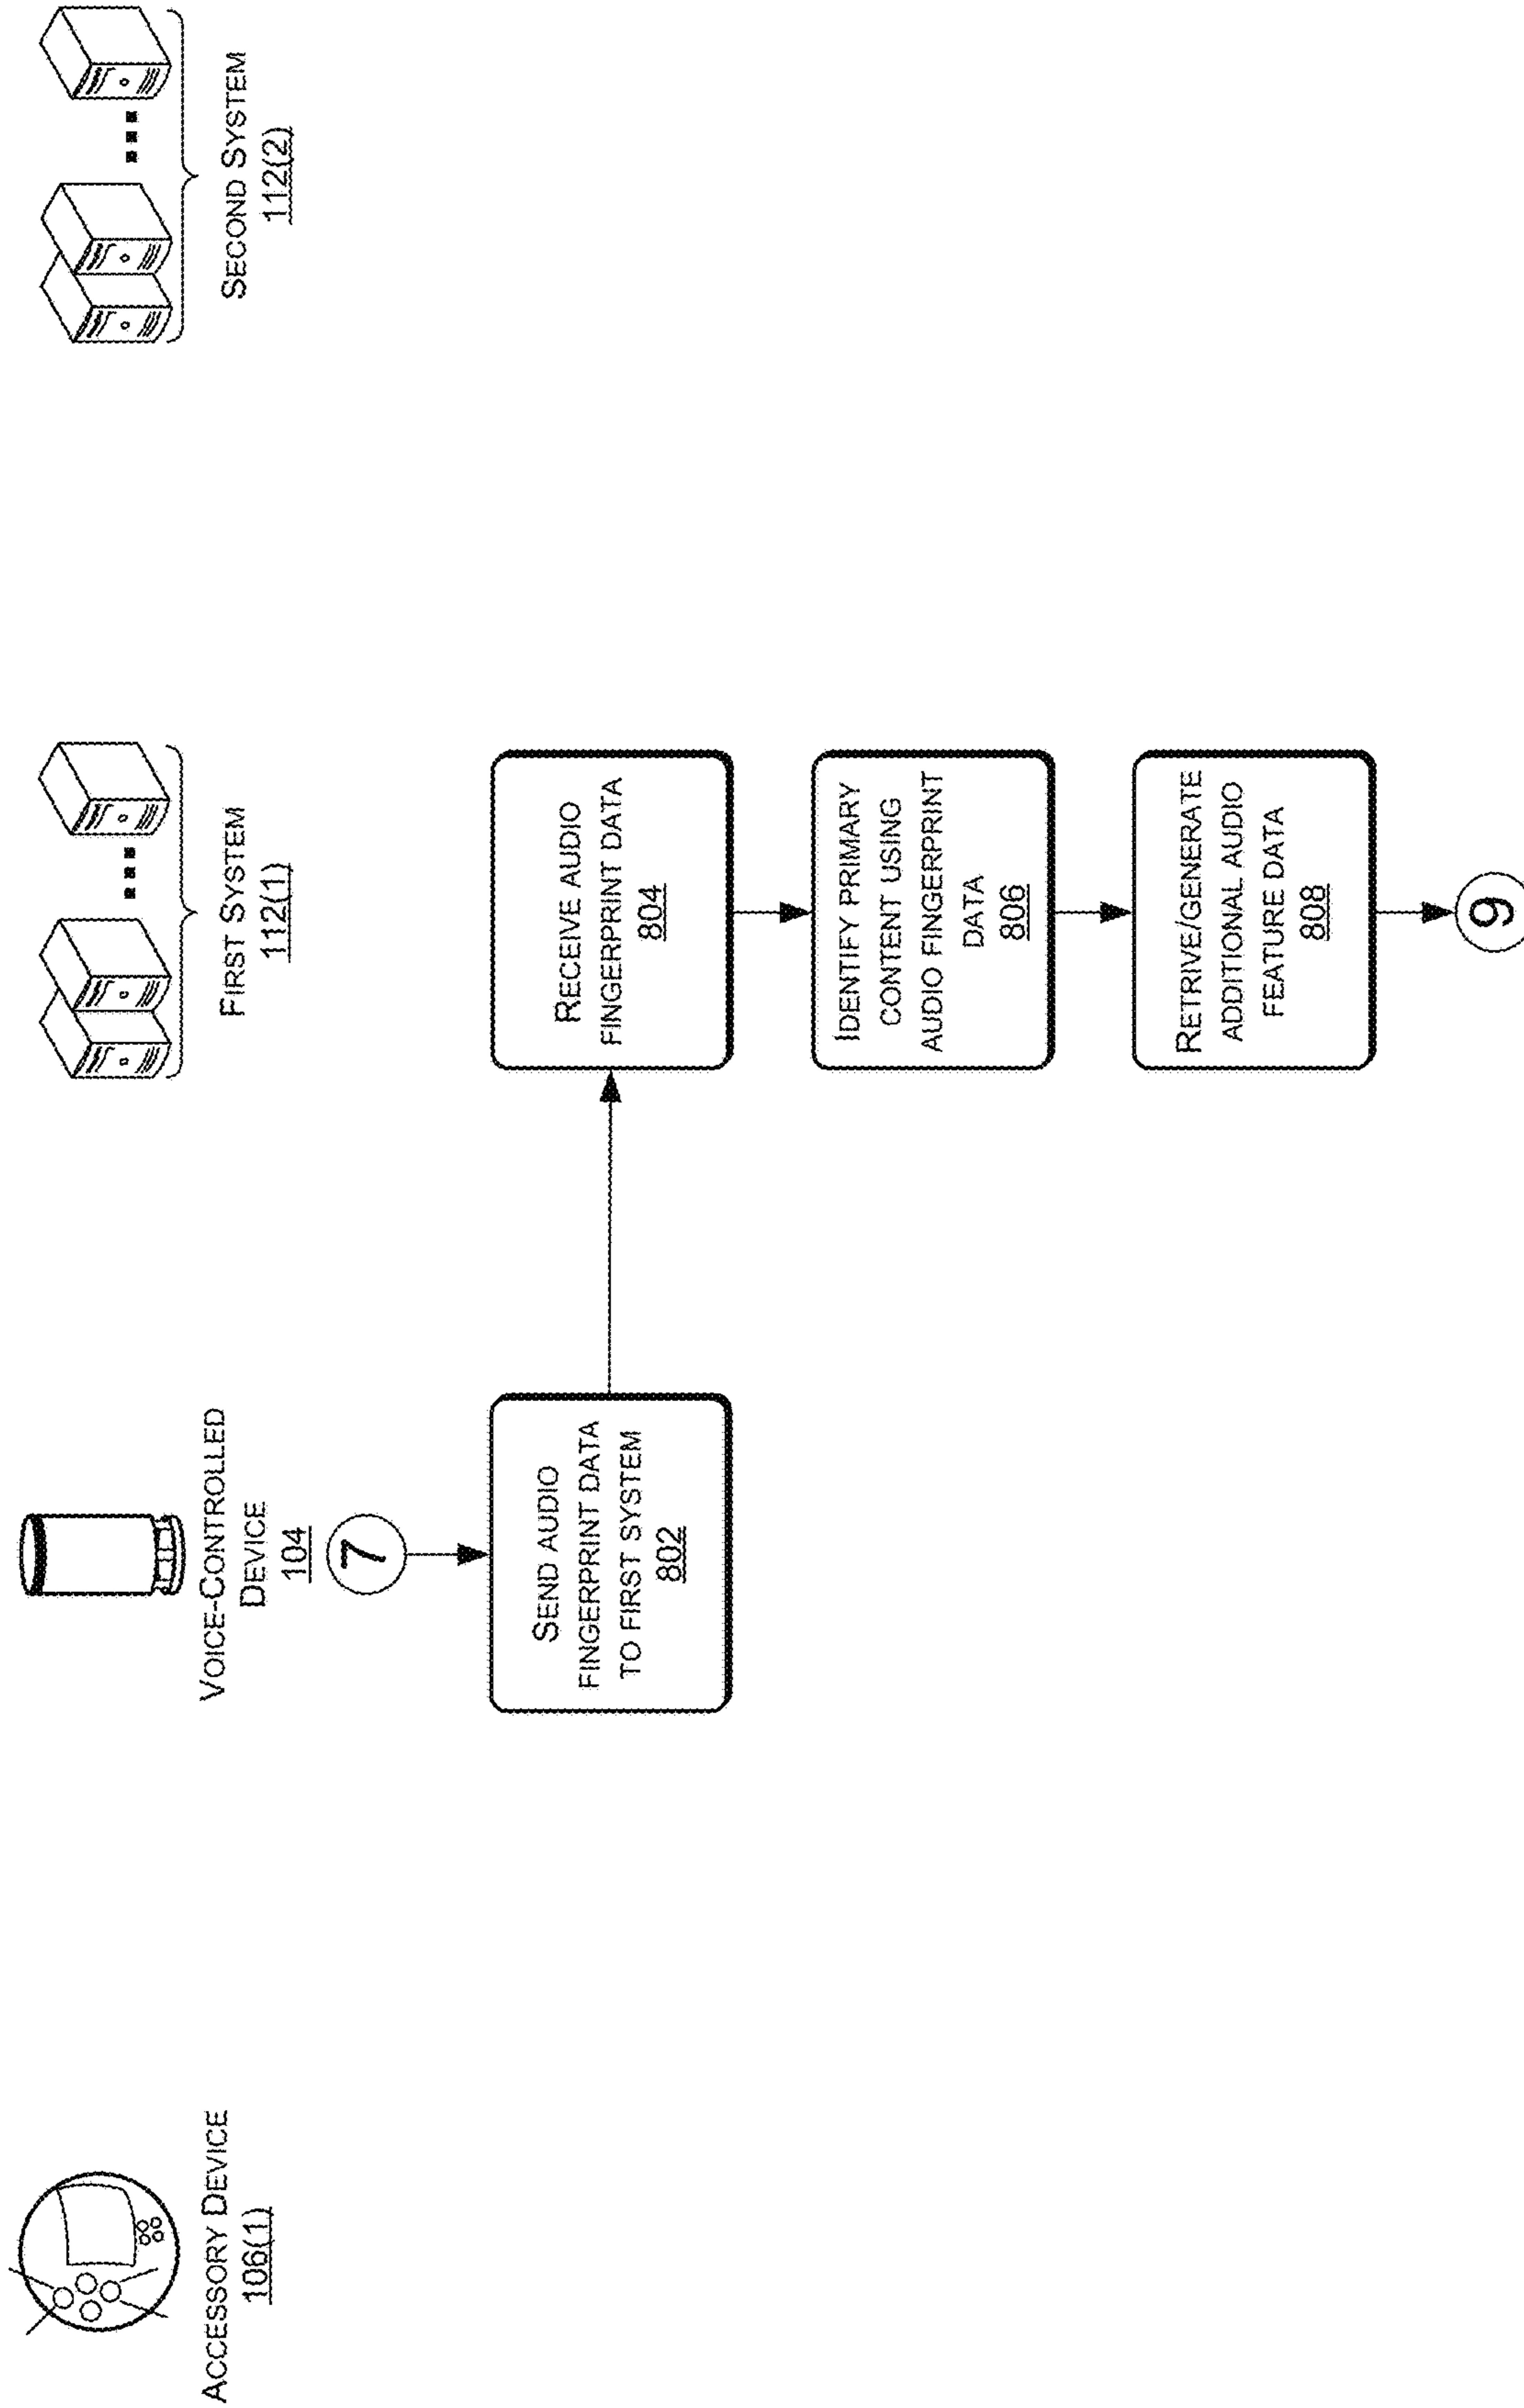 ACCESSORY DEVICE
106(1)
VOICE-CONTROLLED
DEVICE
104
FIRST SYSTEM
112(1)
SECOND SYSTEM
112(2)
7
SEND AUDIO
FINGERPRINT DATA
TO FIRST SYSTEM
802
RECEIVE AUDIO
FINGERPRINT DATA
804
IDENTIFY PRIMARY
CONTENT USING
AUDIO FINGERPRINT
DATA
806
RETRIVE/GENERATE
ADDITIONAL AUDIO
FEATURE DATA
808
9